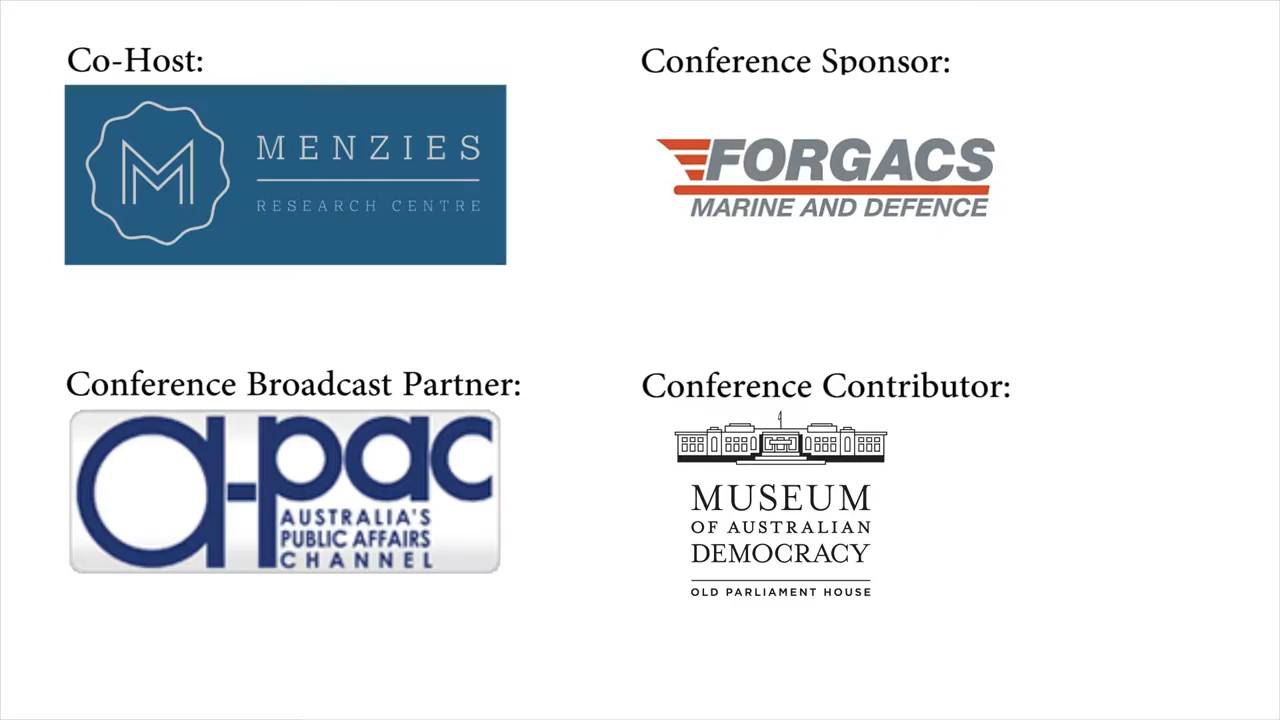 Co-Host:
M
MENZIES
RESEARCH CENTRE
Conference Sponsor:
FORGACS
MARINE AND DEFENCE
Conference Broadcast Partner:
a-pac
AUSTRALIA'S
PUBLIC AFFAIRS
CHANNEL
Conference Contributor:
MUSEUM
OF AUSTRALIAN
DEMOCRACY
OLD PARLIAMENT HOUSE